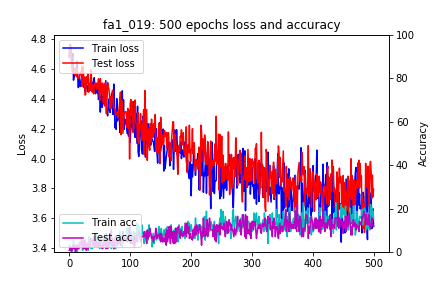 fa1_019: 500 epochs loss and accuracy
4.8
4.6
4.4
4.2
4.0
3.8
3.6
3.4
Loss
Train loss
Test loss
Train acc
Test acc
100
80
60
40
20
0
Accuracy
0 100 200 300 400 500